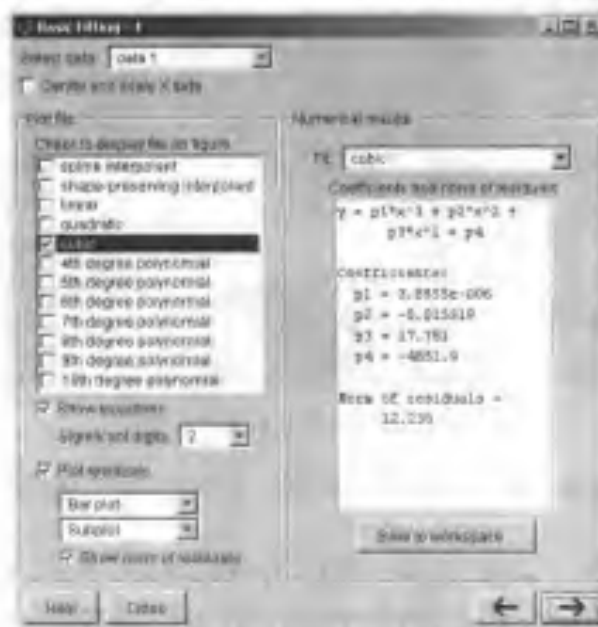 Basic Fitting - 1
Select data: data 1
Center and scale X data
Plot fits
Check to display fits on figure
spline interpolant
shape-preserving interpolant
linear
quadratic
cubic
4th degree polynomial
5th degree polynomial
6th degree polynomial
7th degree polynomial
8th degree polynomial
9th degree polynomial
10th degree polynomial
Show equations
Significant digits: 2
Plot residuals
Bar plot
Subplot
Show norm of residuals
Help
Close
Numerical results
Fit: cubic
Coefficients and norm of residuals
y = p1*x^3 + p2*x^2 +
p3*x^1 + p4
Coefficients:
p1 =
p2 =
p3 =
p4 =
Norm of residuals =
Save to workspace